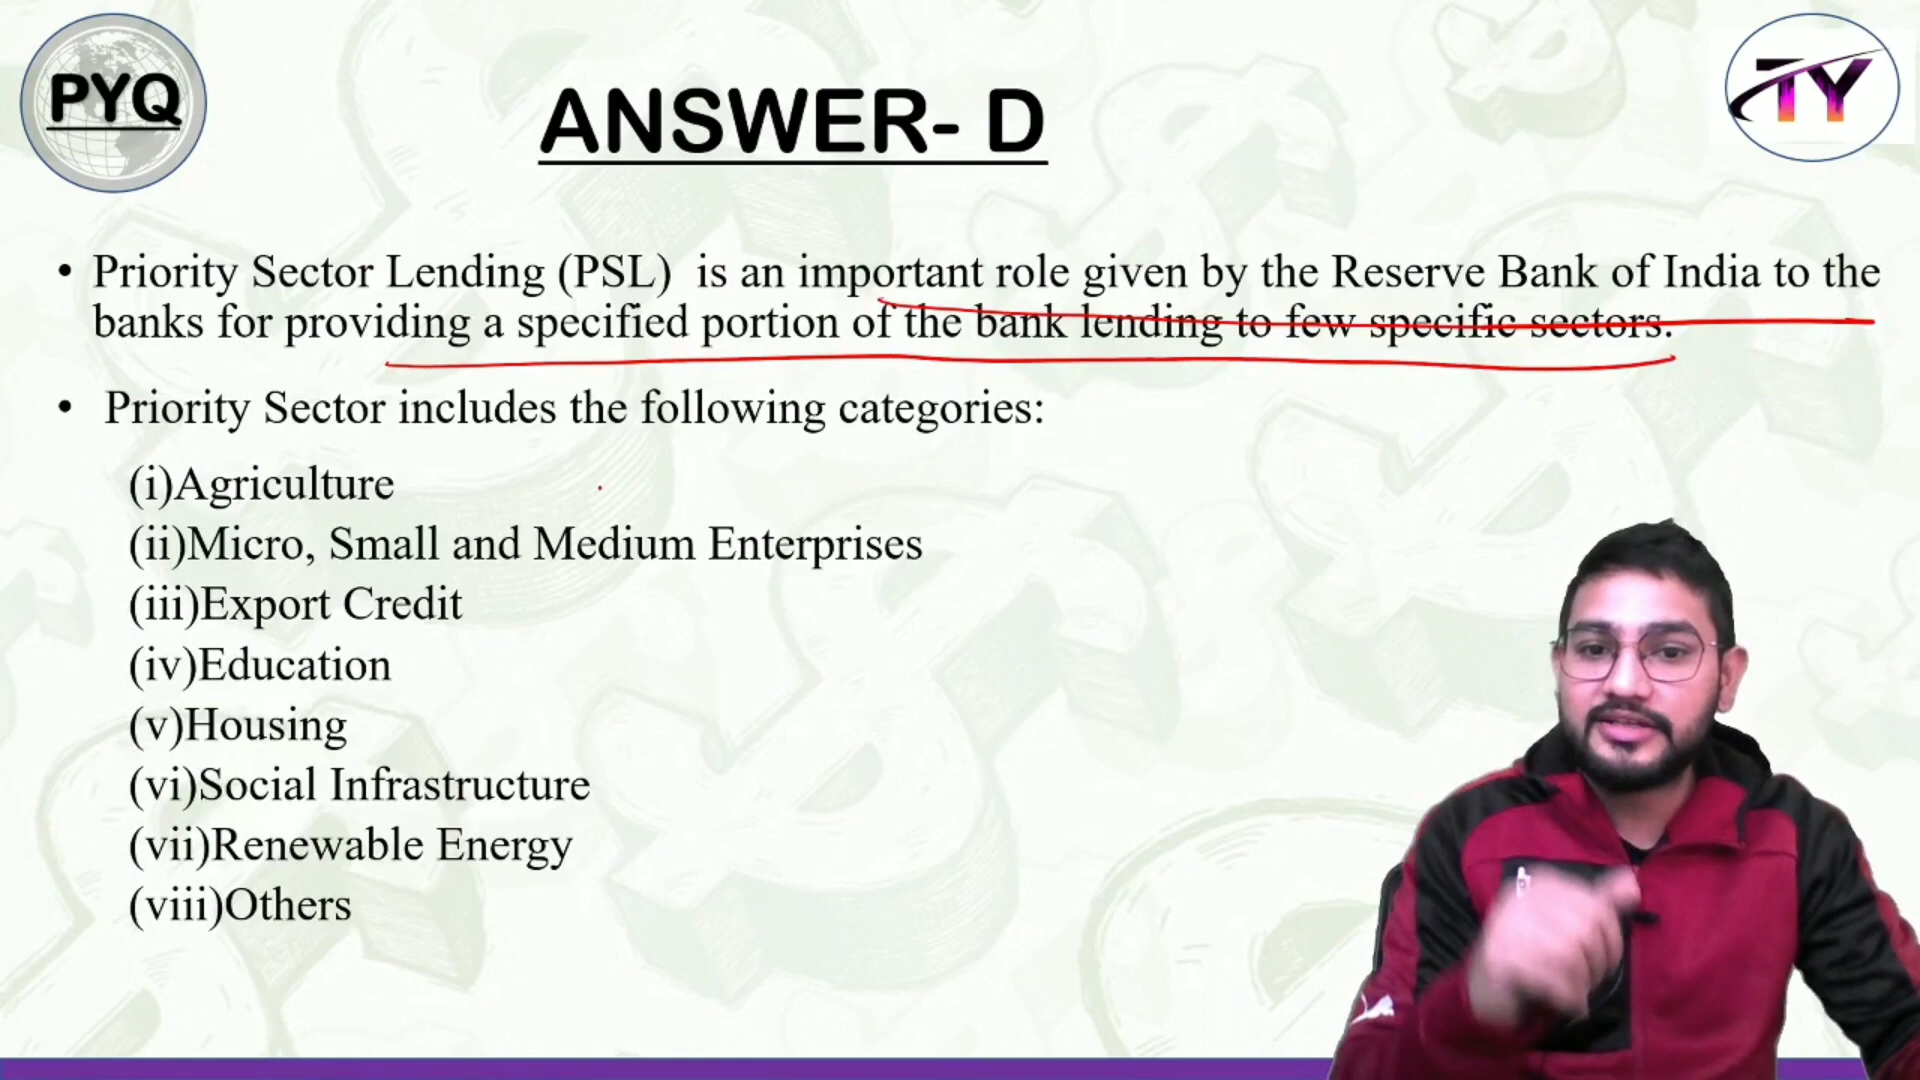 PYQ
TY
ANSWER- D
• Priority Sector Lending (PSL) is an important role given by the Reserve Bank of India to the
banks for providing a specified portion of the bank lending to few specific sectors.
• Priority Sector includes the following categories:
(i)Agriculture
(ii)Micro, Small and Medium Enterprises
(iii)Export Credit
(iv)Education
(v)Housing
(vi)Social Infrastructure
(vii)Renewable Energy
(viii)Others